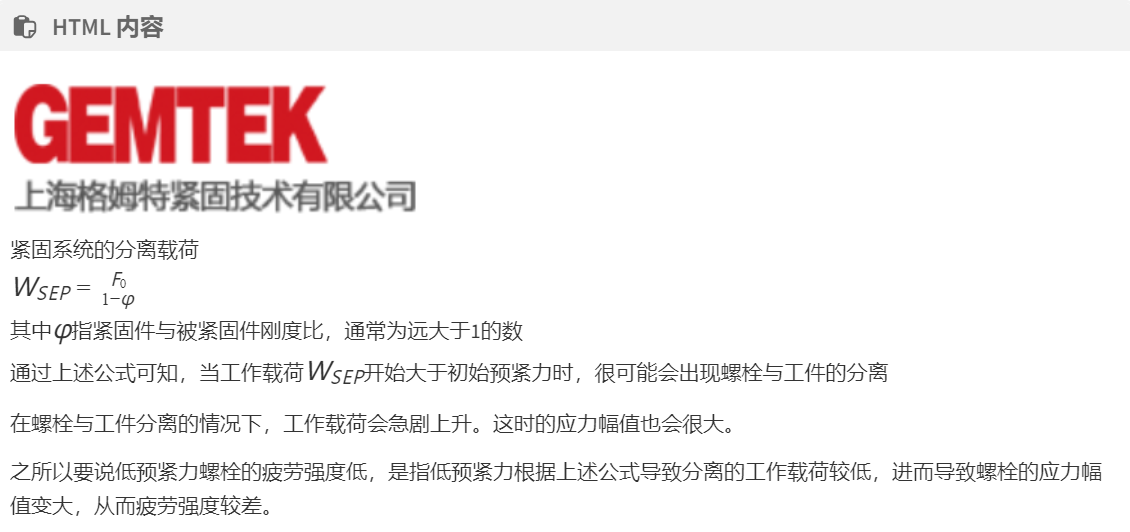 HTML 内容
GEMTEK
上海格姆特紧固技术有限公司
紧固系统的分离载荷
W_SEP = F_0/(1−φ)
其中φ指紧固件与被紧固件刚度比，通常为远大于1的数
通过上述公式可知，当工作载荷W_SEP开始大于初始预紧力时，很可能会出现螺栓与工件的分离
在螺栓与工件分离的情况下，工作载荷会急剧上升。这时的应力幅值也会很大。
之所以要说低预紧力螺栓的疲劳强度低，是指低预紧力根据上述公式导致分离的工作载荷较低，进而导致螺栓的应力幅
值变大，从而疲劳强度较差。